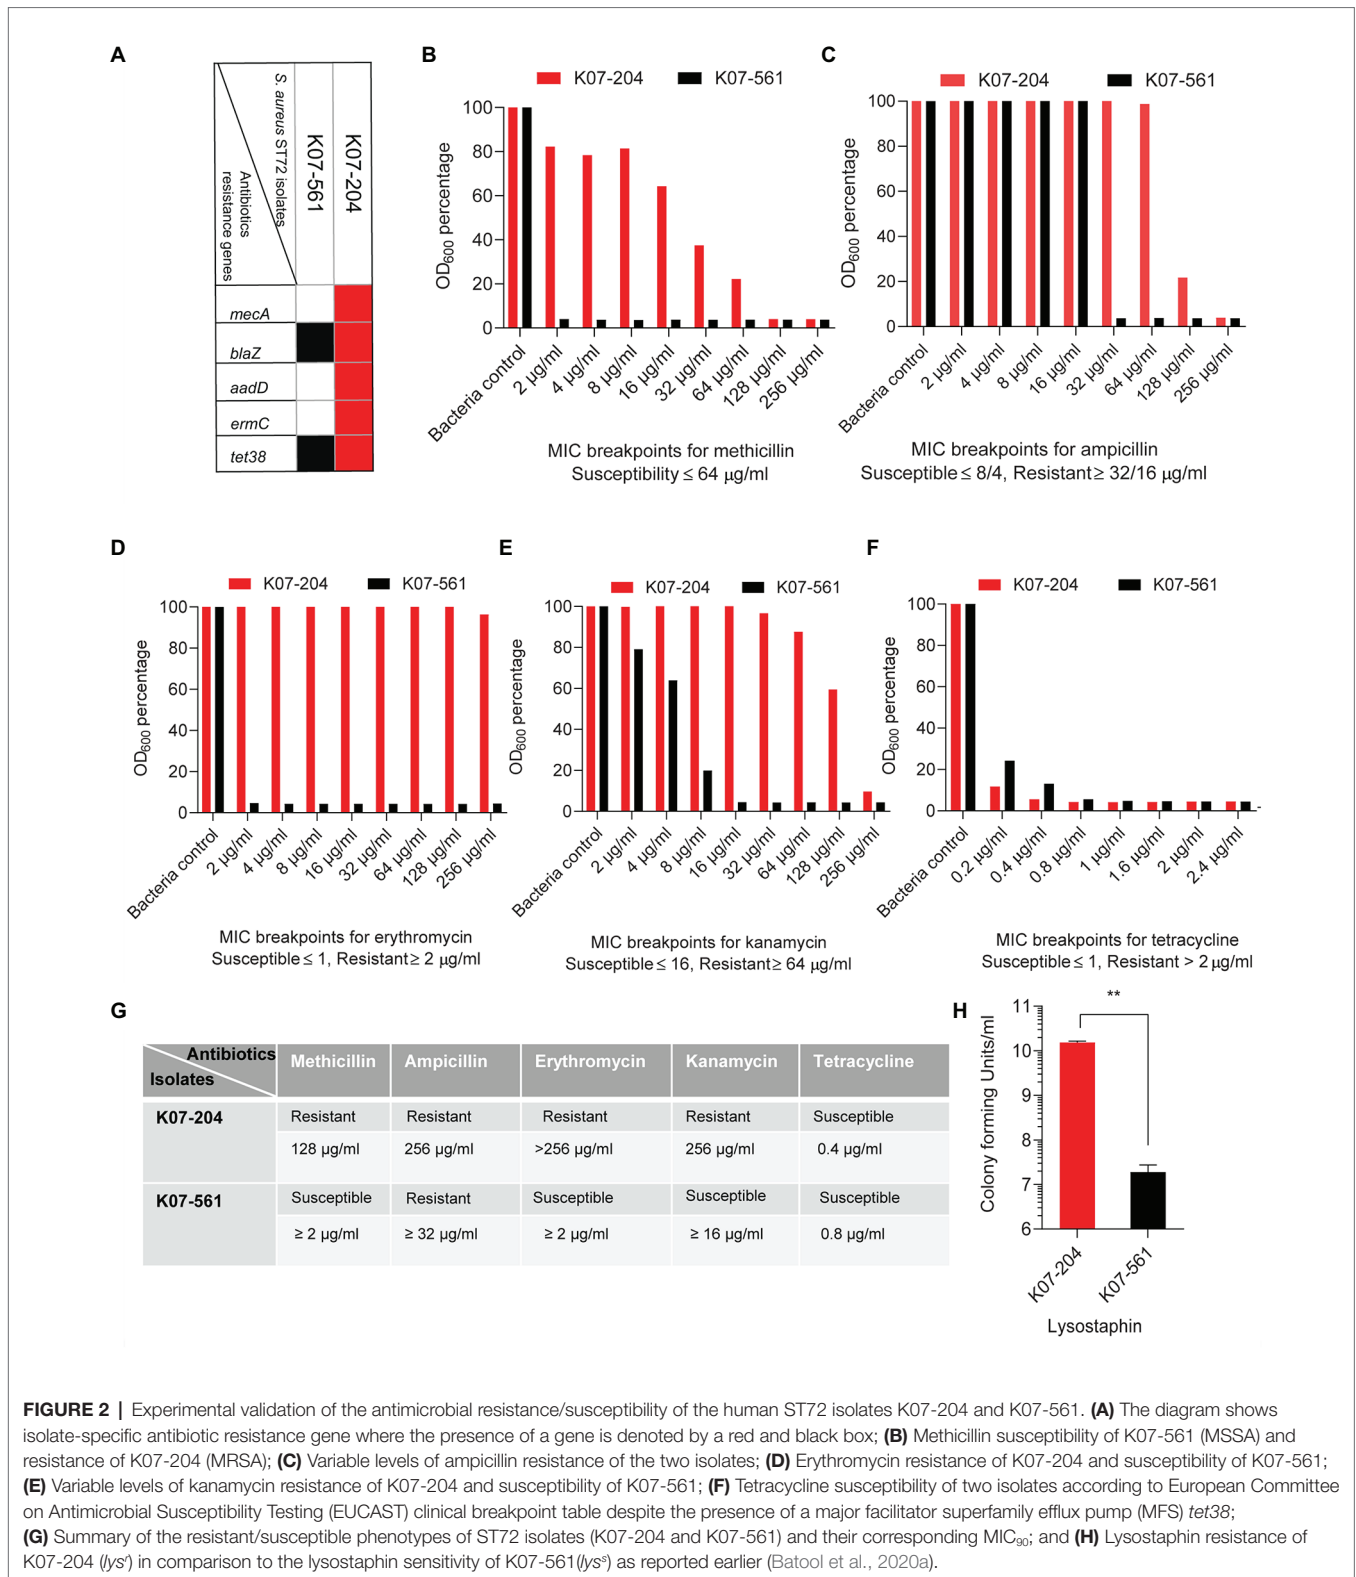 A
S. aureus ST72 isolates
Antibiotics
resistance genes
K07-561
K07-204
mecA
blaZ
aadD
ermC
tet38
B
K07-204
K07-561
OD600 percentage
100
80
60
40
20
0
Bacteria control
2 µg/ml
4 µg/ml
8 µg/ml
16 µg/ml
32 µg/ml
64 µg/ml
128 µg/ml
256 µg/ml
MIC breakpoints for methicillin
Susceptibility ≤ 64 µg/ml
C
K07-204
K07-561
OD600 percentage
100
80
60
40
20
0
Bacteria control
2 µg/ml
4 µg/ml
8 µg/ml
16 µg/ml
32 µg/ml
64 µg/ml
128 µg/ml
256 µg/ml
MIC breakpoints for ampicillin
Susceptible ≤ 8/4, Resistant ≥ 32/16 µg/ml
D
K07-204
K07-561
OD600 percentage
100
80
60
40
20
0
Bacteria control
2 µg/ml
4 µg/ml
8 µg/ml
16 µg/ml
32 µg/ml
64 µg/ml
128 µg/ml
256 µg/ml
MIC breakpoints for erythromycin
Susceptible ≤ 1, Resistant ≥ 2 µg/ml
E
K07-204
K07-561
OD600 percentage
100
80
60
40
20
0
Bacteria control
2 µg/ml
4 µg/ml
8 µg/ml
16 µg/ml
32 µg/ml
64 µg/ml
128 µg/ml
256 µg/ml
MIC breakpoints for kanamycin
Susceptible ≤ 16, Resistant ≥ 64 µg/ml
F
K07-204
K07-561
OD600 percentage
100
80
60
40
20
0
Bacteria control
0.2 µg/ml
0.4 µg/ml
0.8 µg/ml
1 µg/ml
1.6 µg/ml
2 µg/ml
2.4 µg/ml
MIC breakpoints for tetracycline
Susceptible ≤ 1, Resistant > 2 µg/ml
G
Antibiotics
Isolates
Methicillin Ampicillin Erythromycin Kanamycin Tetracycline
K07-204 Resistant Resistant Resistant Resistant Susceptible
128 µg/ml 256 µg/ml >256 µg/ml 256 µg/ml 0.4 µg/ml
K07-561 Susceptible Resistant Susceptible Susceptible Susceptible
≥ 2 µg/ml ≥ 32 µg/ml ≥ 2 µg/ml ≥ 16 µg/ml 0.8 µg/ml
H
**
Colony forming Units/ml
11
10
9
8
7
6
K07-204
K07-561
Lysostaphin
FIGURE 2 | Experimental validation of the antimicrobial resistance/susceptibility of the human ST72 isolates K07-204 and K07-561. (A) The diagram shows
isolate-specific antibiotic resistance gene where the presence of a gene is denoted by a red and black box; (B) Methicillin susceptibility of K07-561 (MSSA) and
resistance of K07-204 (MRSA); (C) Variable levels of ampicillin resistance of the two isolates; (D) Erythromycin resistance of K07-204 and susceptibility of K07-561;
(E) Variable levels of kanamycin resistance of K07-204 and susceptibility of K07-561; (F) Tetracycline susceptibility of two isolates according to European Committee
on Antimicrobial Susceptibility Testing (EUCAST) clinical breakpoint table despite the presence of a major facilitator superfamily efflux pump (MFS) tet38;
(G) Summary of the resistant/susceptible phenotypes of ST72 isolates (K07-204 and K07-561) and their corresponding MIC90; and (H) Lysostaphin resistance of
K07-204 (lysr) in comparison to the lysostaphin sensitivity of K07-561(lyss) as reported earlier (Batool et al., 2020a).